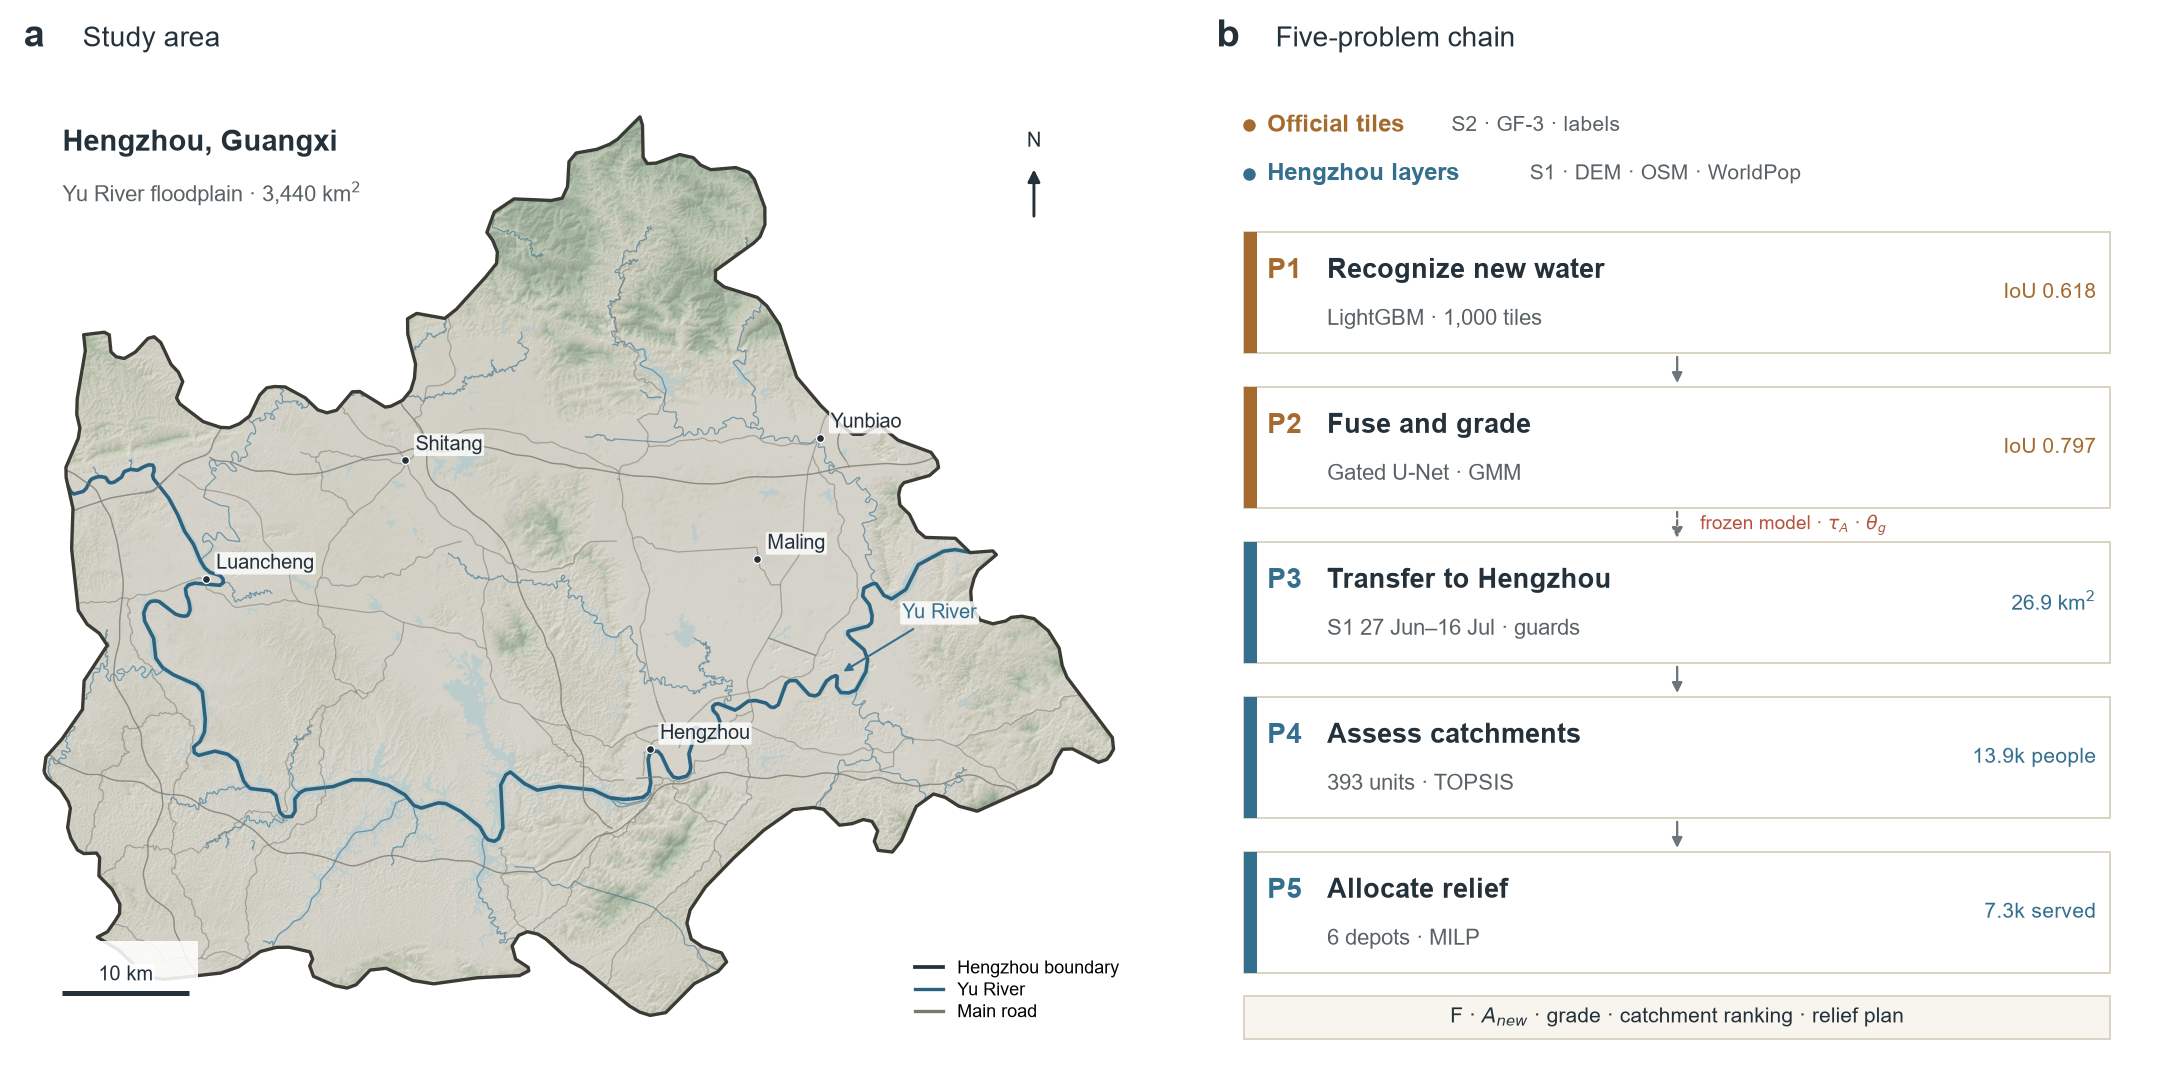 a Study area
Hengzhou, Guangxi
Yu River floodplain · 3,440 km²
N
Yunbiao
Shitang
Maling
Luancheng
Yu River
Hengzhou
10 km
Hengzhou boundary
Yu River
Main road
b Five-problem chain
Official tiles S2 · GF-3 · labels
Hengzhou layers S1 · DEM · OSM · WorldPop
P1 Recognize new water
IoU 0.618
LightGBM · 1,000 tiles
P2 Fuse and grade
IoU 0.797
Gated U-Net · GMM
frozen model · τ_A · θ_g
P3 Transfer to Hengzhou
26.9 km²
S1 27 Jun–16 Jul · guards
P4 Assess catchments
13.9k people
393 units · TOPSIS
P5 Allocate relief
7.3k served
6 depots · MILP
F · A_new · grade · catchment ranking · relief plan